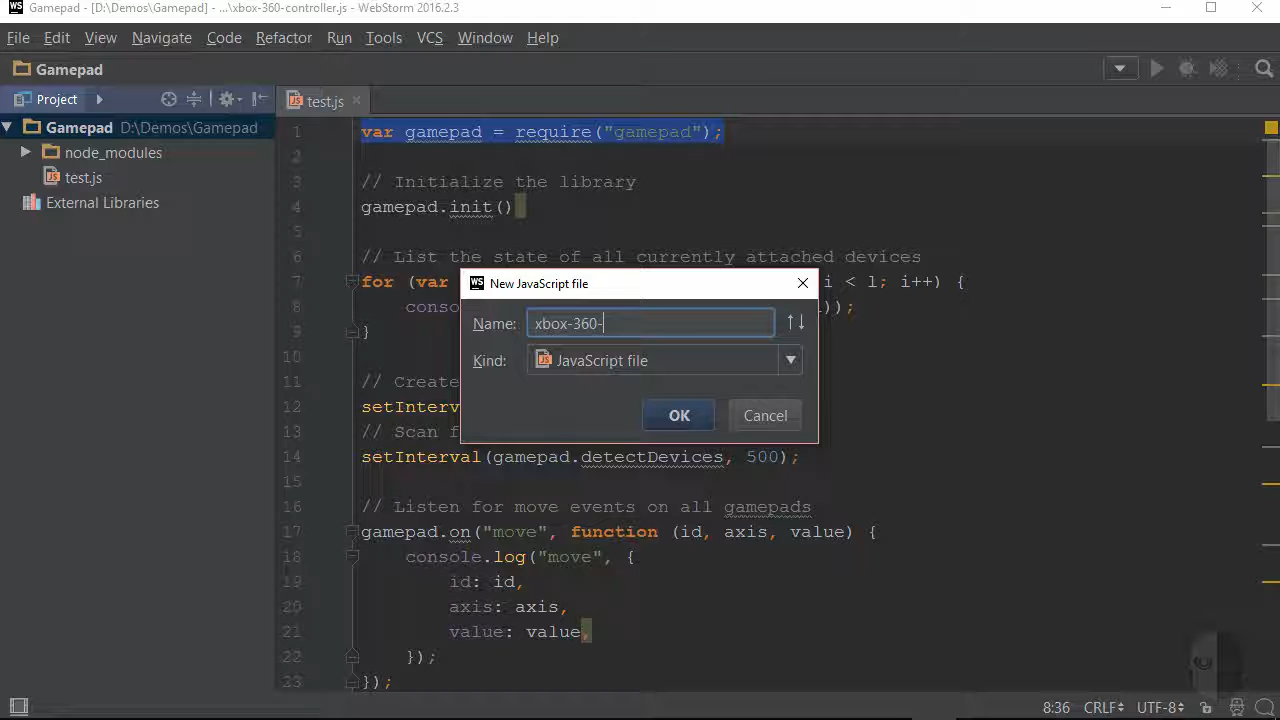 WS Gamepad - [D:\Demos\Gamepad] - ...\xbox-360-controller.js - WebStorm 2016.2.3
File Edit View Navigate Code Refactor Run Tools VCS Window Help
Gamepad
Project
test.js
Gamepad D:\Demos\Gamepad
node_modules
test.js
External Libraries
1 var gamepad = require("gamepad");
2
3 // Initialize the library
4 gamepad.init()
5
6 // List the state of all currently attached devices
7 for (var i < l; i++) {
8 conso ));
9 }
10
11 // Create
12 setInterv
13 // Scan f
14 setInterval(gamepad.detectDevices, 500);
15
16 // Listen for move events on all gamepads
17 gamepad.on("move", function (id, axis, value) {
18 console.log("move", {
19 id: id,
20 axis: axis,
21 value: value,
22 });
23 });
WS New JavaScript file
Name: xbox-360-
Kind: JS JavaScript file
OK Cancel
8:36 CRLF UTF-8